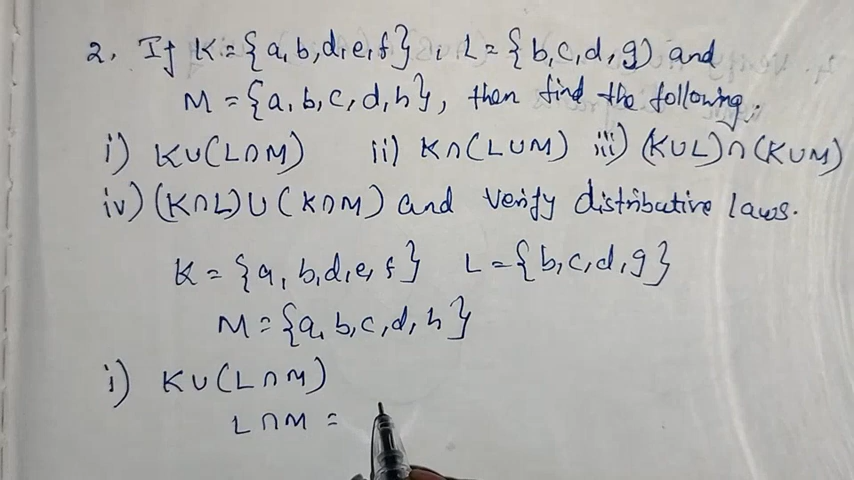 2. If K = {a, b, d, e, f}, L = {b, c, d, g) and
M = {a, b, c, d, h}, then find the following.
i) K∪(L∩M) ii) K∩(L∪M) iii) (K∪L)∩(K∪M)
iv) (K∩L)∪(K∩M) and verify distributive laws.
K = {a, b, d, e, f} L = {b, c, d, g}
M = {a, b, c, d, h}
i) K∪(L∩M)
L∩M =